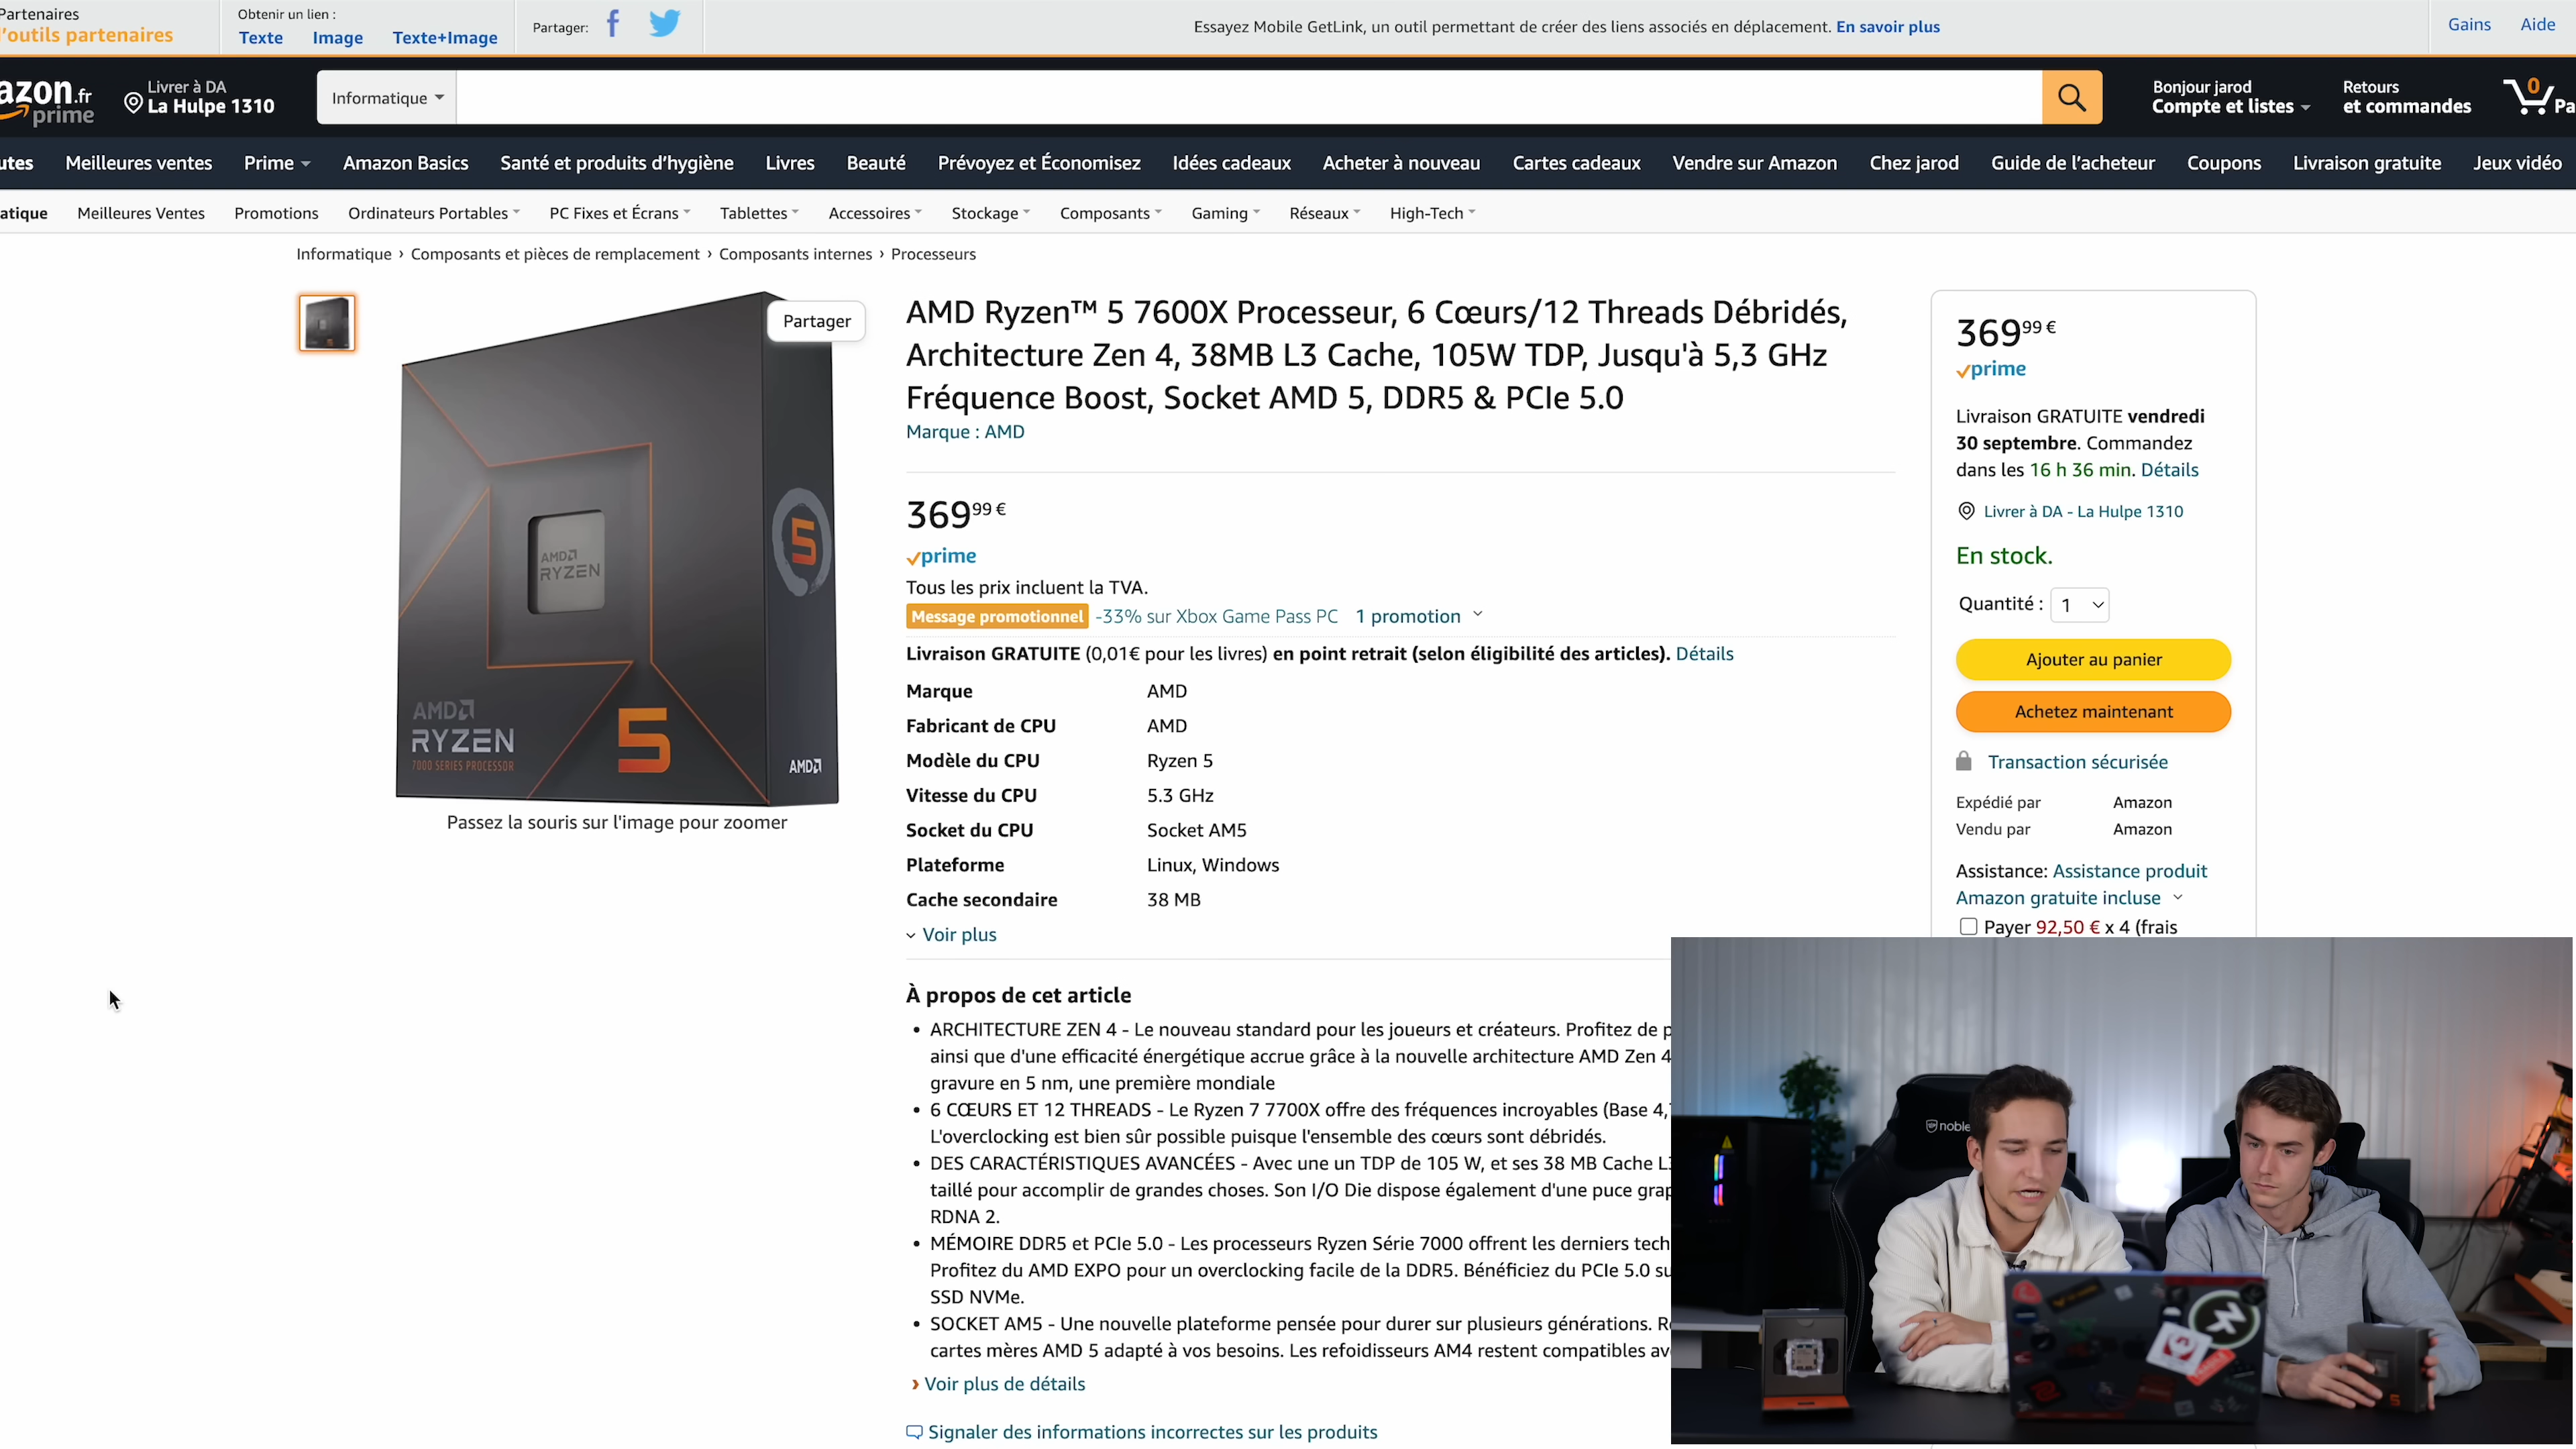 Partenaires
Obtenir un lien :
l'outils partenaires
Texte Image Texte+Image
Partager:
Essayez Mobile GetLink, un outil permettant de créer des liens associés en déplacement. En savoir plus
Gains Aide
azon.fr
prime
Livrer à DA
La Hulpe 1310
Informatique
Bonjour jarod
Compte et listes
Retours
et commandes
0
Pa
utes Meilleures ventes Prime Amazon Basics Santé et produits d'hygiène Livres Beauté Prévoyez et Économisez Idées cadeaux Acheter à nouveau Cartes cadeaux Vendre sur Amazon Chez jarod Guide de l'acheteur Coupons Livraison gratuite Jeux vidéo
atique Meilleures Ventes Promotions Ordinateurs Portables PC Fixes et Écrans Tablettes Accessoires Stockage Composants Gaming Réseaux High-Tech
Informatique › Composants et pièces de remplacement › Composants internes › Processeurs
Partager
AMD
RYZEN
5
AMD
RYZEN
7000 SERIES PROCESSOR
5
AMD
Passez la souris sur l'image pour zoomer
AMD Ryzen™ 5 7600X Processeur, 6 Cœurs/12 Threads Débridés,
Architecture Zen 4, 38MB L3 Cache, 105W TDP, Jusqu'à 5,3 GHz
Fréquence Boost, Socket AMD 5, DDR5 & PCIe 5.0
Marque : AMD
369,99 €
prime
Tous les prix incluent la TVA.
Message promotionnel -33% sur Xbox Game Pass PC 1 promotion
Livraison GRATUITE (0,01€ pour les livres) en point retrait (selon éligibilité des articles). Détails
Marque AMD
Fabricant de CPU AMD
Modèle du CPU Ryzen 5
Vitesse du CPU 5.3 GHz
Socket du CPU Socket AM5
Plateforme Linux, Windows
Cache secondaire 38 MB
Voir plus
À propos de cet article
• ARCHITECTURE ZEN 4 - Le nouveau standard pour les joueurs et créateurs. Profitez de p
ainsi que d'une efficacité énergétique accrue grâce à la nouvelle architecture AMD Zen 4
gravure en 5 nm, une première mondiale
• 6 CŒURS ET 12 THREADS - Le Ryzen 7 7700X offre des fréquences incroyables (Base 4,
L'overclocking est bien sûr possible puisque l'ensemble des cœurs sont débridés.
• DES CARACTÉRISTIQUES AVANCÉES - Avec une un TDP de 105 W, et ses 38 MB Cache L3
taillé pour accomplir de grandes choses. Son I/O Die dispose également d'une puce grap
RDNA 2.
• MÉMOIRE DDR5 et PCIe 5.0 - Les processeurs Ryzen Série 7000 offrent les derniers tech
Profitez du AMD EXPO pour un overclocking facile de la DDR5. Bénéficiez du PCIe 5.0 su
SSD NVMe.
• SOCKET AM5 - Une nouvelle plateforme pensée pour durer sur plusieurs générations. R
cartes mères AMD 5 adapté à vos besoins. Les refoidisseurs AM4 restent compatibles av
› Voir plus de détails
Signaler des informations incorrectes sur les produits
369,99 €
prime
Livraison GRATUITE vendredi
30 septembre. Commandez
dans les 16 h 36 min. Détails
Livrer à DA - La Hulpe 1310
En stock.
Quantité : 1
Ajouter au panier
Achetez maintenant
Transaction sécurisée
Expédié par Amazon
Vendu par Amazon
Assistance: Assistance produit
Amazon gratuite incluse
Payer 92,50 € x 4 (frais
noble
5